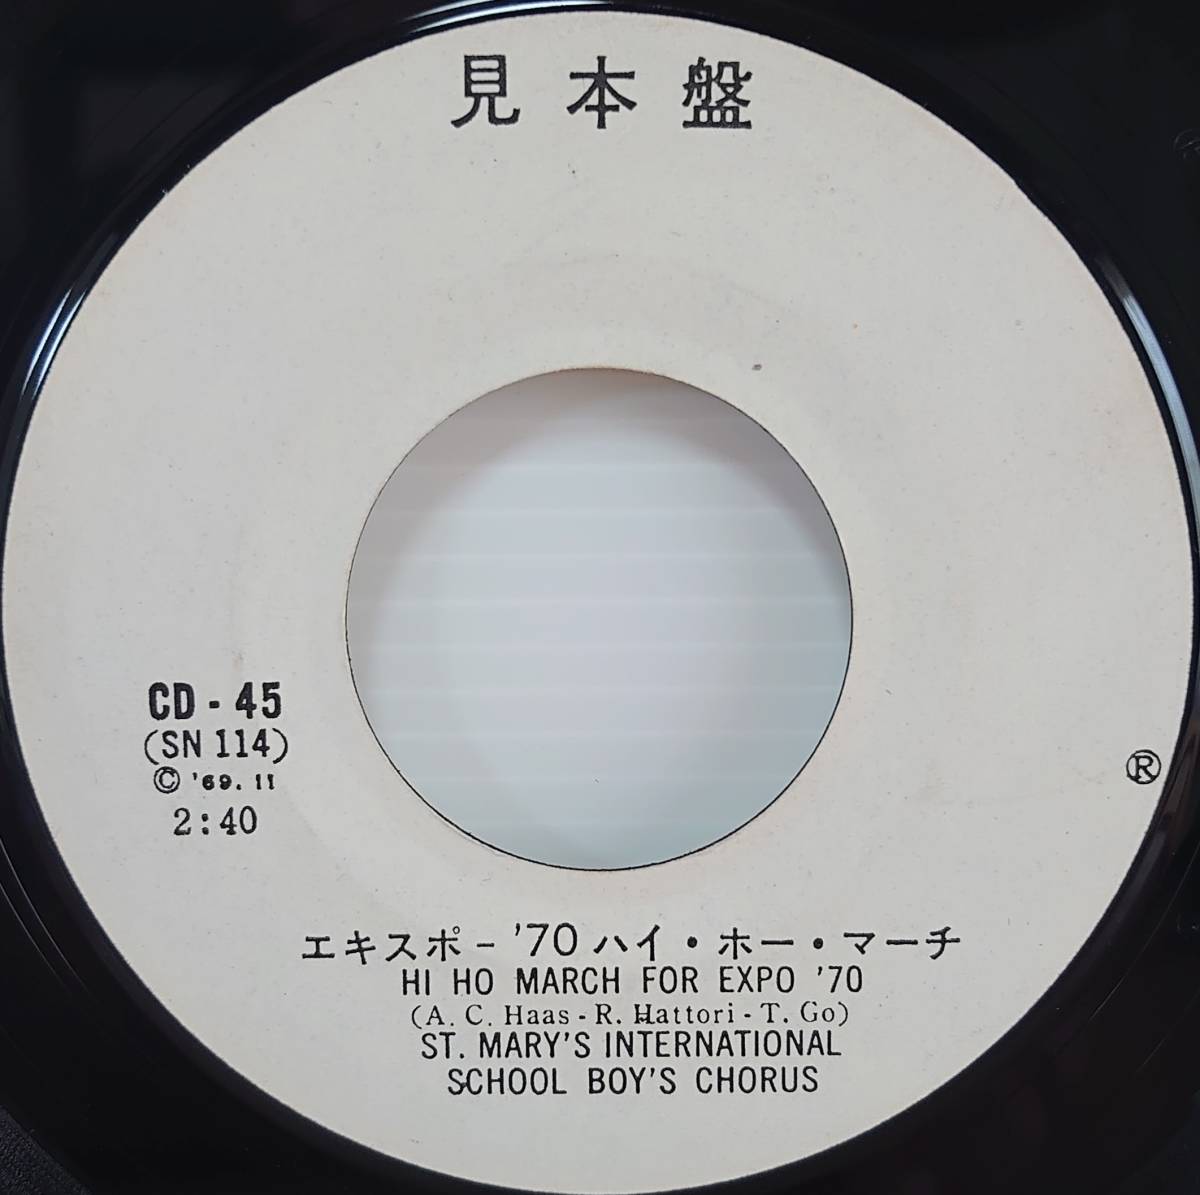 見本盤
CD - 45
(SN 114)
© '69. 11
2:40
Ⓡ
エキスポ-'70 ハイ・ホー・マーチ
HI HO MARCH FOR EXPO '70
(A. C. Haas - R. Hattori - T. Go)
ST. MARY'S INTERNATIONAL
SCHOOL BOY'S CHORUS